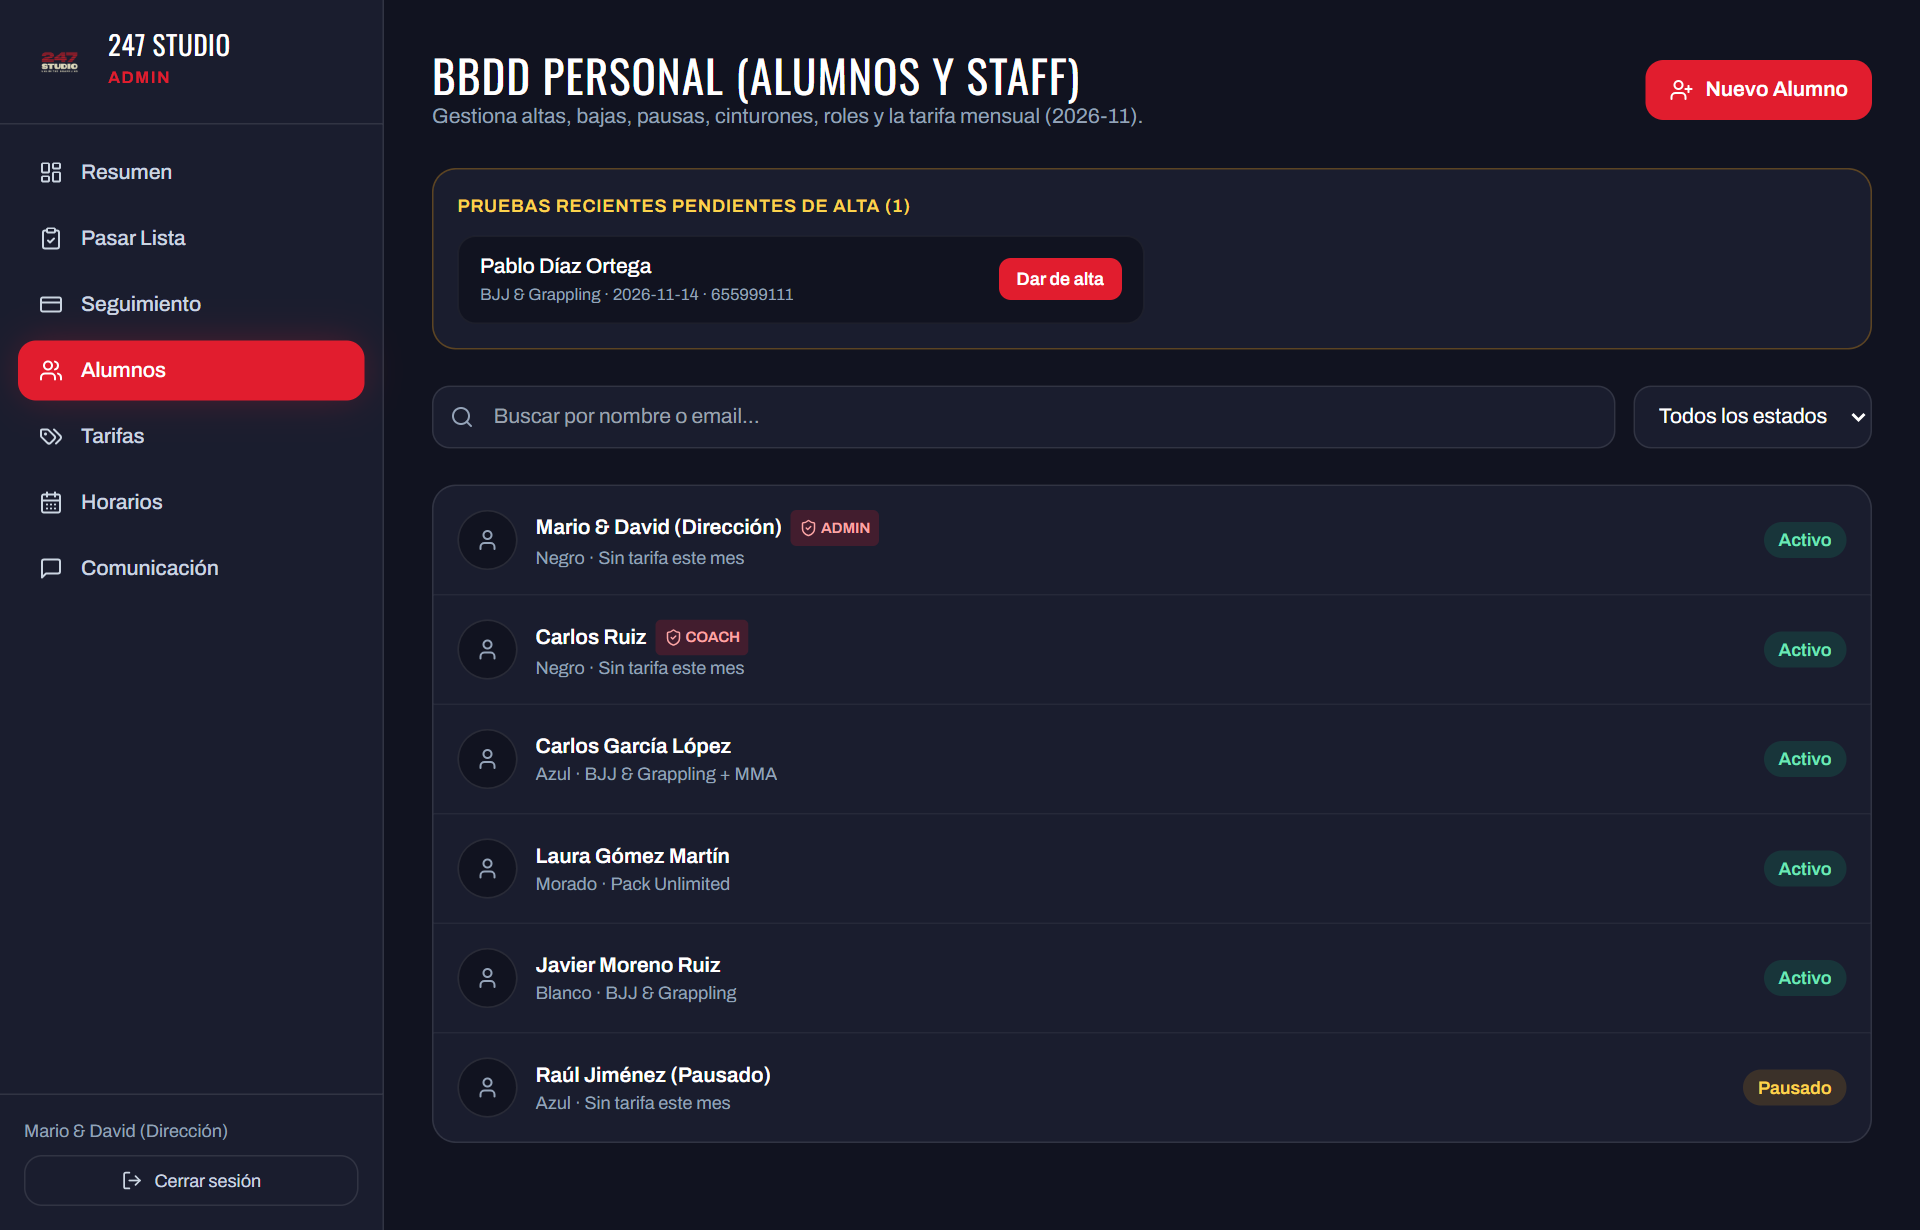 247
STUDIO
247 STUDIO
ADMIN
Resumen
Pasar Lista
Seguimiento
Alumnos
Tarifas
Horarios
Comunicación
Mario & David (Dirección)
Cerrar sesión
BBDD PERSONAL (ALUMNOS Y STAFF)
Gestiona altas, bajas, pausas, cinturones, roles y la tarifa mensual (2026-11).
Nuevo Alumno
PRUEBAS RECIENTES PENDIENTES DE ALTA (1)
Pablo Díaz Ortega
BJJ & Grappling · 2026-11-14 · 655999111
Dar de alta
Buscar por nombre o email...
Todos los estados
Mario & David (Dirección) ADMIN
Negro · Sin tarifa este mes
Activo
Carlos Ruiz COACH
Negro · Sin tarifa este mes
Activo
Carlos García López
Azul · BJJ & Grappling + MMA
Activo
Laura Gómez Martín
Morado · Pack Unlimited
Activo
Javier Moreno Ruiz
Blanco · BJJ & Grappling
Activo
Raúl Jiménez (Pausado)
Azul · Sin tarifa este mes
Pausado